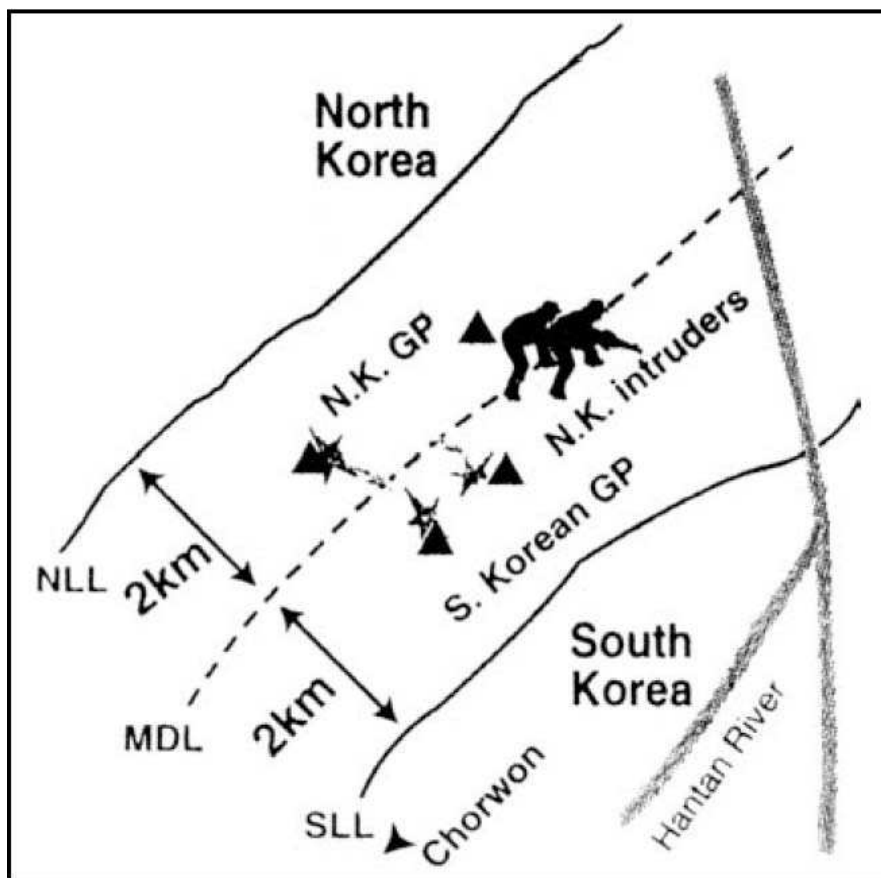 North
Korea
N.K. GP
N.K. intruders
S. Korean GP
NLL
2km
MDL
2km
South
Korea
SLL
Chorwon
Hantan River